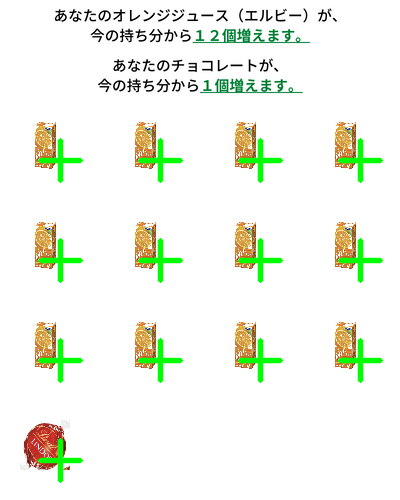 あなたのオレンジジュース（エルビー）が、
今の持ち分から１２個増えます。
あなたのチョコレートが、
今の持ち分から１個増えます。
LINDT